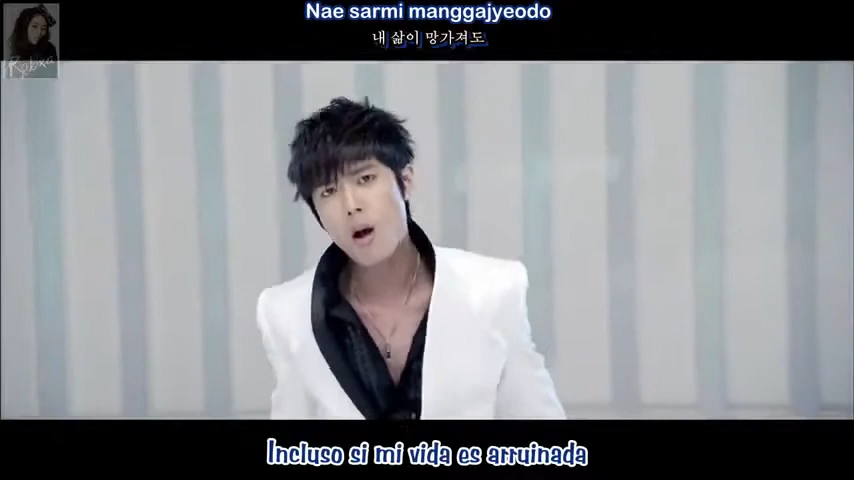 Nae sarmi manggajyeodo
내 삶이 망가져도
Incluso si mi vida es arruinada